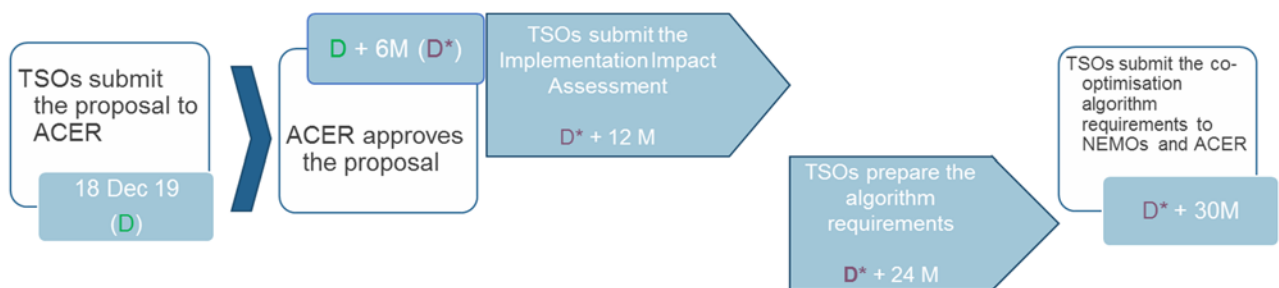 TSOs submit
the proposal to
ACER
18 Dec 19
(D)
D + 6M (D*)
ACER approves
the proposal
TSOs submit the
Implementation Impact
Assessment
D* + 12 M
TSOs prepare the
algorithm
requirements
D* + 24 M
TSOs submit the co-
optimisation
algorithm
requirements to
NEMOs and ACER
D* + 30M